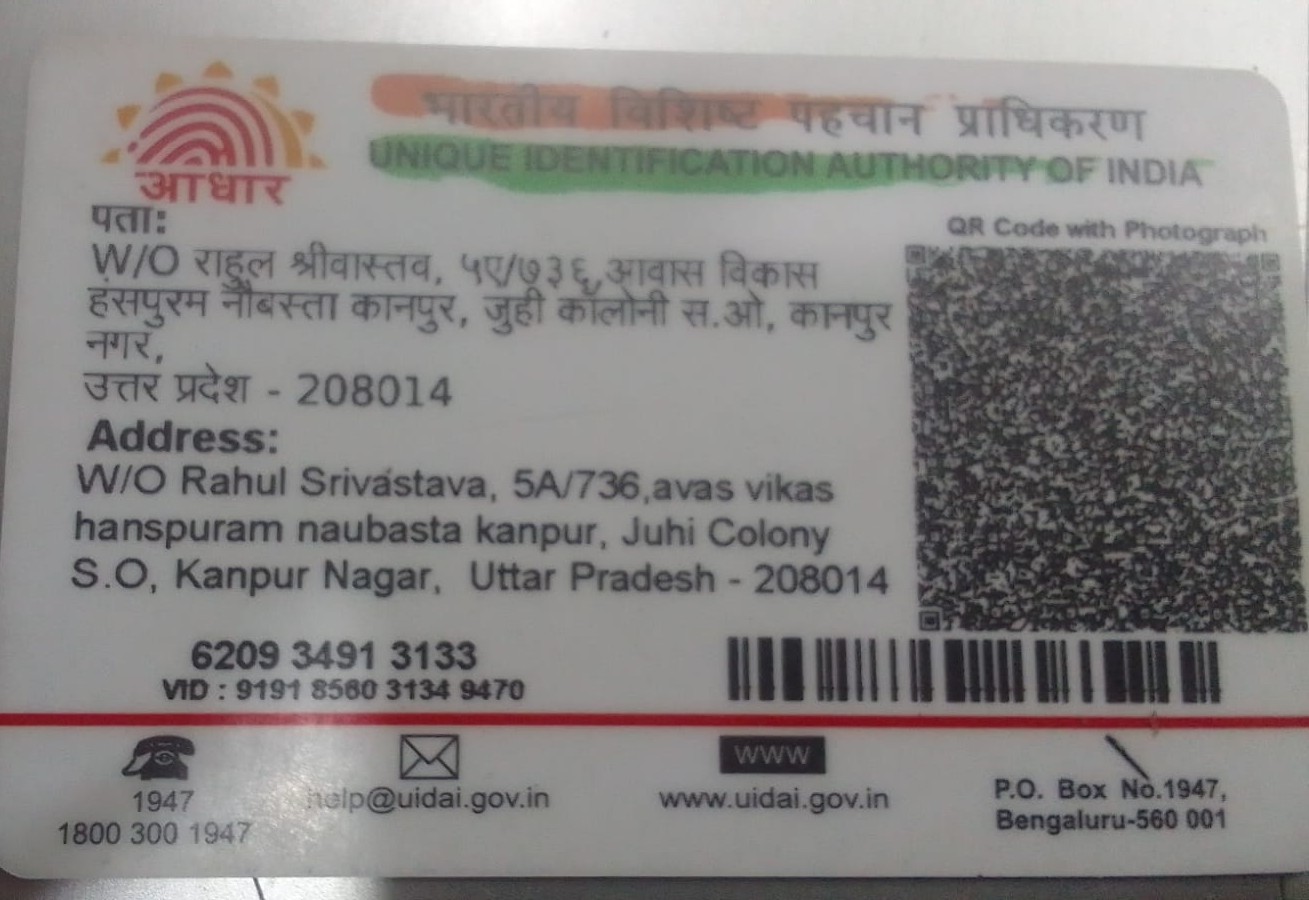 आधार
भारतीय विशिष्ट पहचान प्राधिकरण
UNIQUE IDENTIFICATION AUTHORITY OF INDIA
पता:
W/O राहुल श्रीवास्तव, ५ए/७३६,आवास विकास
हंसपुरम नौबस्ता कानपुर, जुही कॉलोनी स.ओ, कानपुर
नगर,
उत्तर प्रदेश - 208014
QR Code with Photograph
Address:
W/O Rahul Srivastava, 5A/736,avas vikas
hanspuram naubasta kanpur, Juhi Colony
S.O, Kanpur Nagar, Uttar Pradesh - 208014
6209 3491 3133
VID : 9191 8560 3134 9470
1947
1800 300 1947
help@uidai.gov.in
www
www.uidai.gov.in
P.O. Box No.1947,
Bengaluru-560 001